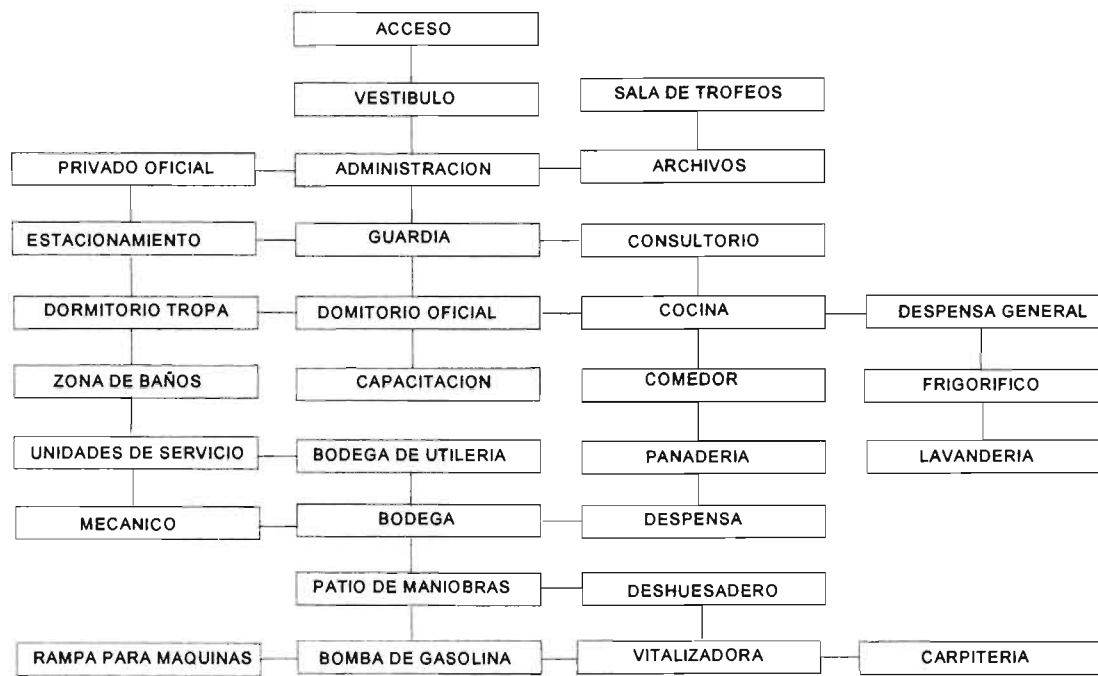 ACCESO
VESTIBULO
SALA DE TROFEOS
PRIVADO OFICIAL
ADMINISTRACION
ARCHIVOS
ESTACIONAMIENTO
GUARDIA
CONSULTORIO
DORMITORIO TROPA
DOMITORIO OFICIAL
COCINA
DESPENSA GENERAL
ZONA DE BAÑOS
CAPACITACION
COMEDOR
FRIGORIFICO
UNIDADES DE SERVICIO
BODEGA DE UTILERIA
PANADERIA
LAVANDERIA
MECANICO
BODEGA
DESPENSA
PATIO DE MANIOBRAS
DESHUESADERO
RAMPA PARA MAQUINAS
BOMBA DE GASOLINA
VITALIZADORA
CARPITERIA